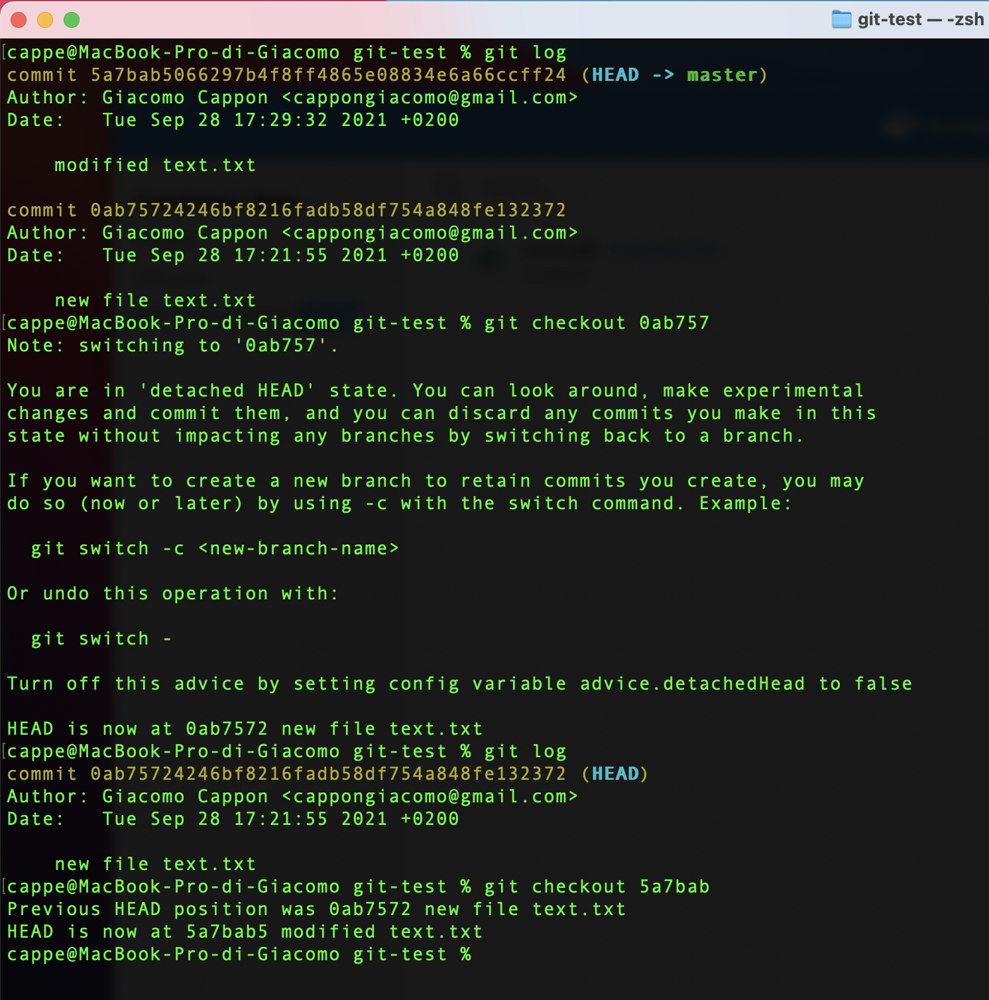 git-test — -zsh
cappe@MacBook-Pro-di-Giacomo git-test % git log
commit 5a7bab5066297b4f8ff4865e08834e6a66ccff24 (HEAD -> master)
Author: Giacomo Cappon <cappongiacomo@gmail.com>
Date:   Tue Sep 28 17:29:32 2021 +0200
    modified text.txt
commit 0ab75724246bf8216fadb58df754a848fe132372
Author: Giacomo Cappon <cappongiacomo@gmail.com>
Date:   Tue Sep 28 17:21:55 2021 +0200
    new file text.txt
cappe@MacBook-Pro-di-Giacomo git-test % git checkout 0ab757
Note: switching to '0ab757'.
You are in 'detached HEAD' state. You can look around, make experimental
changes and commit them, and you can discard any commits you make in this
state without impacting any branches by switching back to a branch.
If you want to create a new branch to retain commits you create, you may
do so (now or later) by using -c with the switch command. Example:
  git switch -c <new-branch-name>
Or undo this operation with:
  git switch -
Turn off this advice by setting config variable advice.detachedHead to false
HEAD is now at 0ab7572 new file text.txt
cappe@MacBook-Pro-di-Giacomo git-test % git log
commit 0ab75724246bf8216fadb58df754a848fe132372 (HEAD)
Author: Giacomo Cappon <cappongiacomo@gmail.com>
Date:   Tue Sep 28 17:21:55 2021 +0200
    new file text.txt
cappe@MacBook-Pro-di-Giacomo git-test % git checkout 5a7bab
Previous HEAD position was 0ab7572 new file text.txt
HEAD is now at 5a7bab5 modified text.txt
cappe@MacBook-Pro-di-Giacomo git-test %